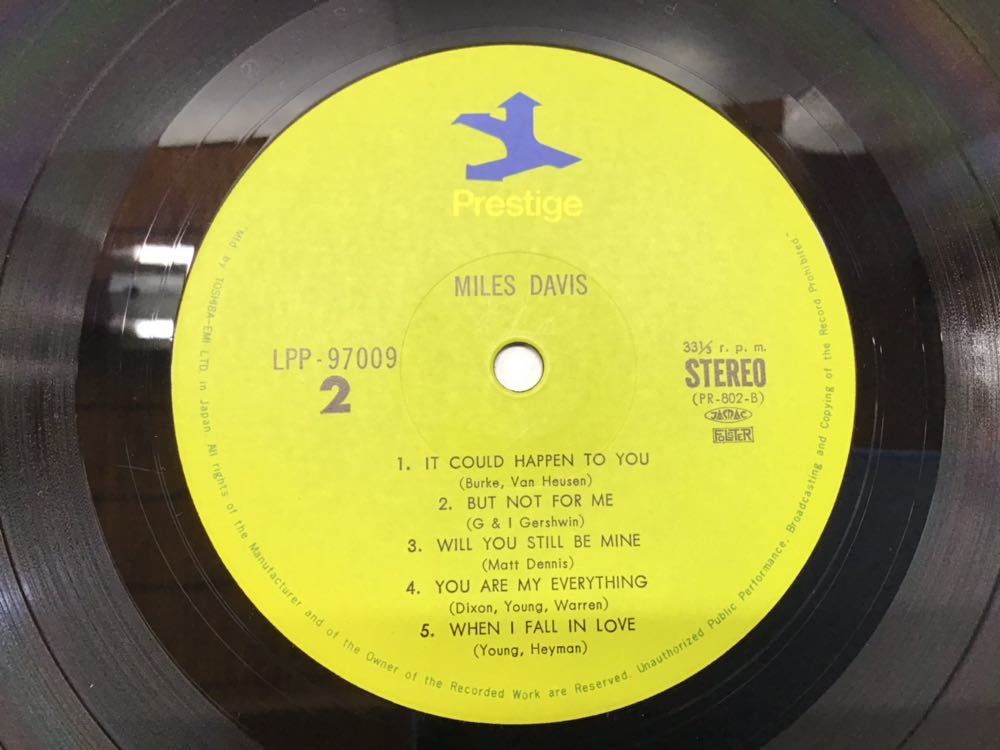 Prestige
MILES DAVIS
LPP-97009
2
33⅓ r. p. m.
STEREO
(PR-802-B)
JASRAC
1. IT COULD HAPPEN TO YOU
(Burke, Van Heusen)
2. BUT NOT FOR ME
(G & I Gershwin)
3. WILL YOU STILL BE MINE
(Matt Dennis)
4. YOU ARE MY EVERYTHING
(Dixon, Young, Warren)
5. WHEN I FALL IN LOVE
(Young, Heyman)
"Mfd. by TOSHIBA-EMI LTD. in Japan. All rights of the Manufacturer and of the Owner of the Recorded Work are Reserved. Unauthorized Public Performance, Broadcasting and Copying of the Record Prohibited."